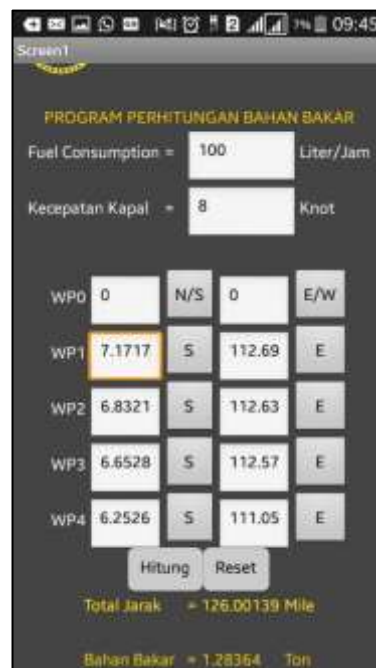 2 7% 09:45
Screen1
PROGRAM PERHITUNGAN BAHAN BAKAR
Fuel Consumption = 100 Liter/Jam
Kecepatan Kapal = 8 Knot
WP0 0 N/S 0 E/W
WP1 7.1717 S 112.69 E
WP2 6.8321 S 112.63 E
WP3 6.6528 S 112.57 E
WP4 6.2526 S 111.05 E
Hitung Reset
Total Jarak = 126.00139 Mile
Bahan Bakar = 1.28364 Ton